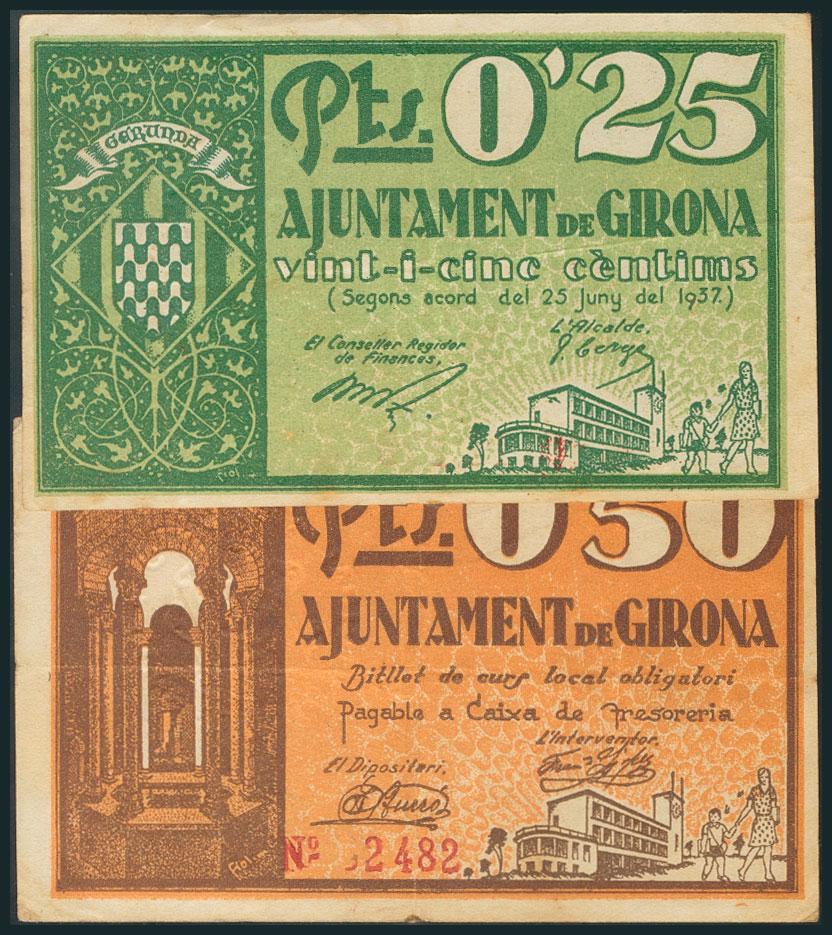 GERUNDA
Pts. 0'25
AJUNTAMENT DE GIRONA
vint-i-cinc cèntims
(Segons acord del 25 Juny del 1937.)
El Conseller Regidor
de Finances,
L'Alcalde,
Fiol
Pts. 0'50
AJUNTAMENT DE GIRONA
Bitllet de curs local obligatori
Pagable a Caixa de Tresoreria
El Dipositari,
L'Interventor,
Fiol
Nº 2482